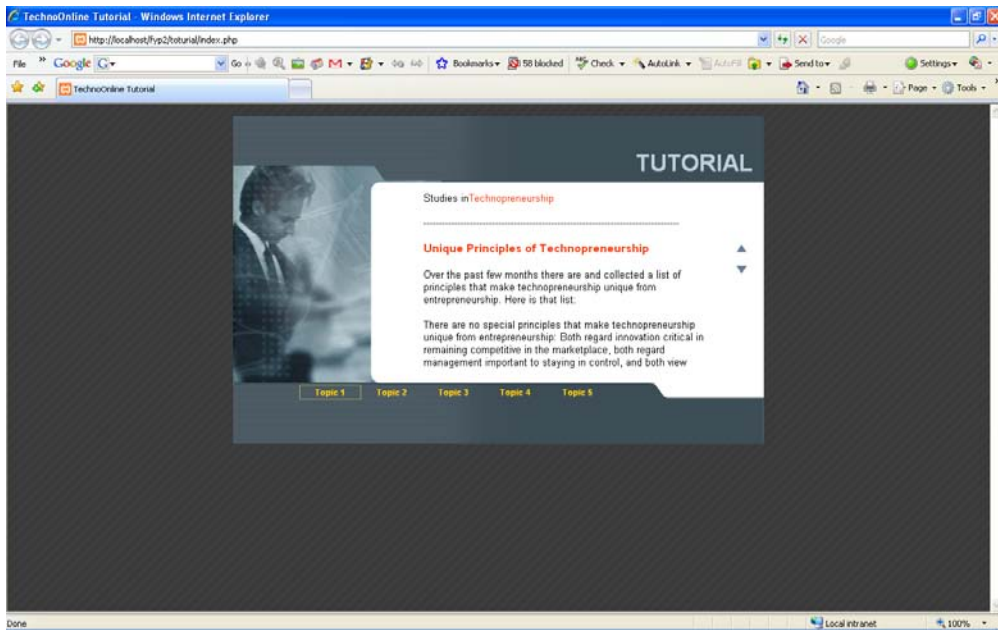 TechnoOnline Tutorial - Windows Internet Explorer
http://localhost/fyp2/toturial/index.php
Google
File » Google G Go M Bookmarks 58 blocked Check AutoLink AutoFill Send to Settings
TechnoOnline Tutorial
Page Tools »
TUTORIAL
Studies inTechnopreneurship
Unique Principles of Technopreneurship
Over the past few months there are and collected a list of
principles that make technopreneurship unique from
entrepreneurship. Here is that list:
There are no special principles that make technopreneurship
unique from entrepreneurship: Both regard innovation critical in
remaining competitive in the marketplace, both regard
management important to staying in control, and both view
Topic 1 Topic 2 Topic 3 Topic 4 Topic 5
Done
Local intranet
100%